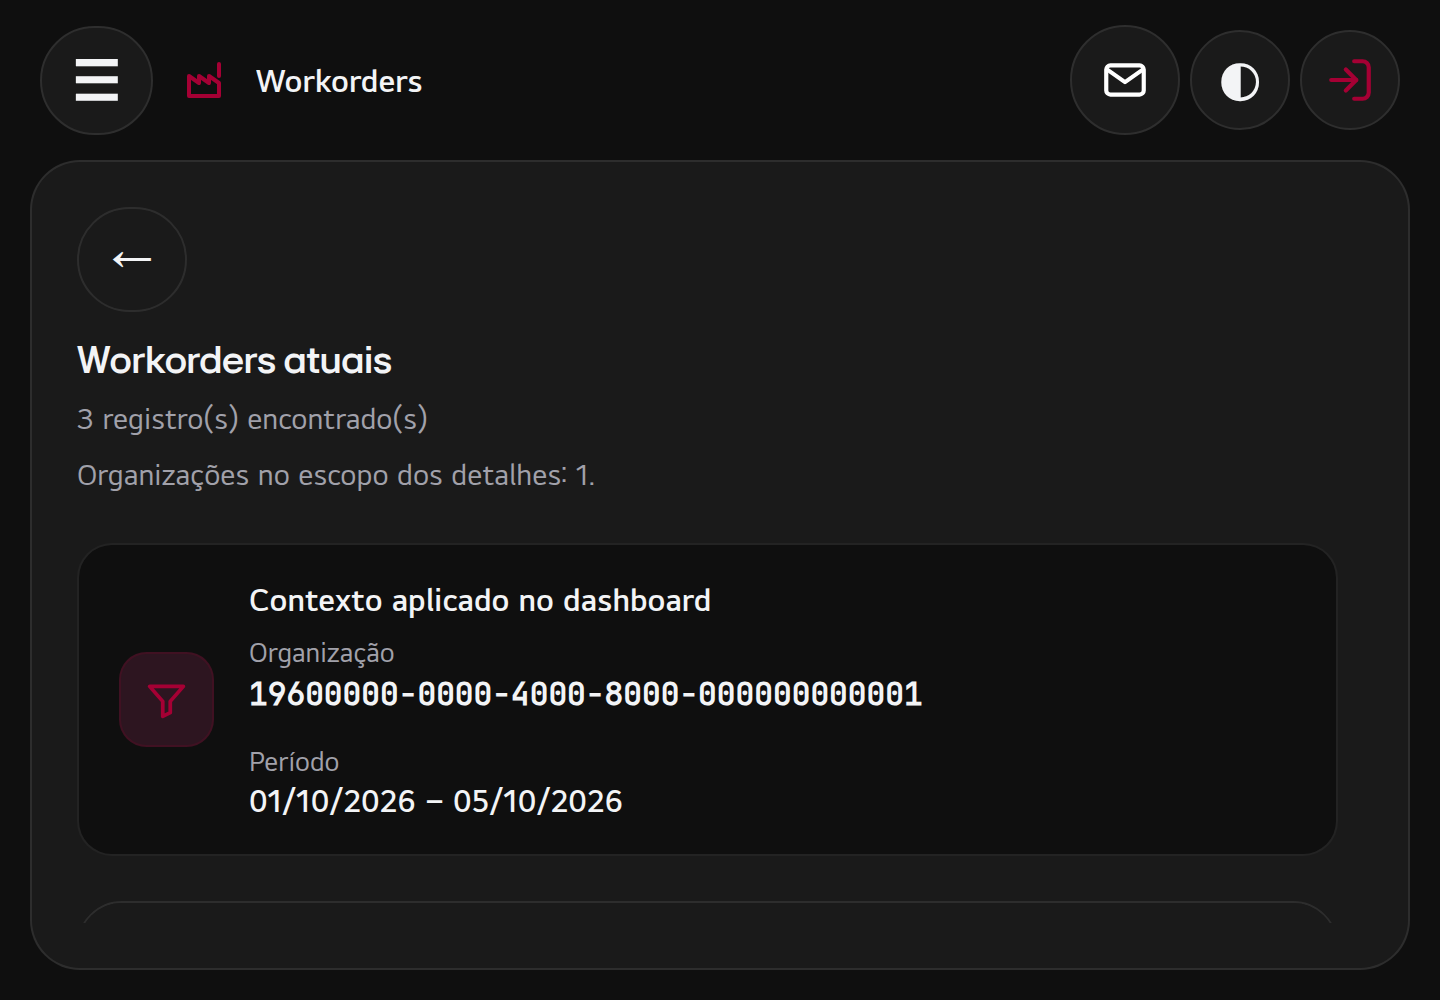 Workorders
Workorders atuais
3 registro(s) encontrado(s)
Organizações no escopo dos detalhes: 1.
Contexto aplicado no dashboard
Organização
19600000-0000-4000-8000-000000000001
Período
01/10/2026 – 05/10/2026